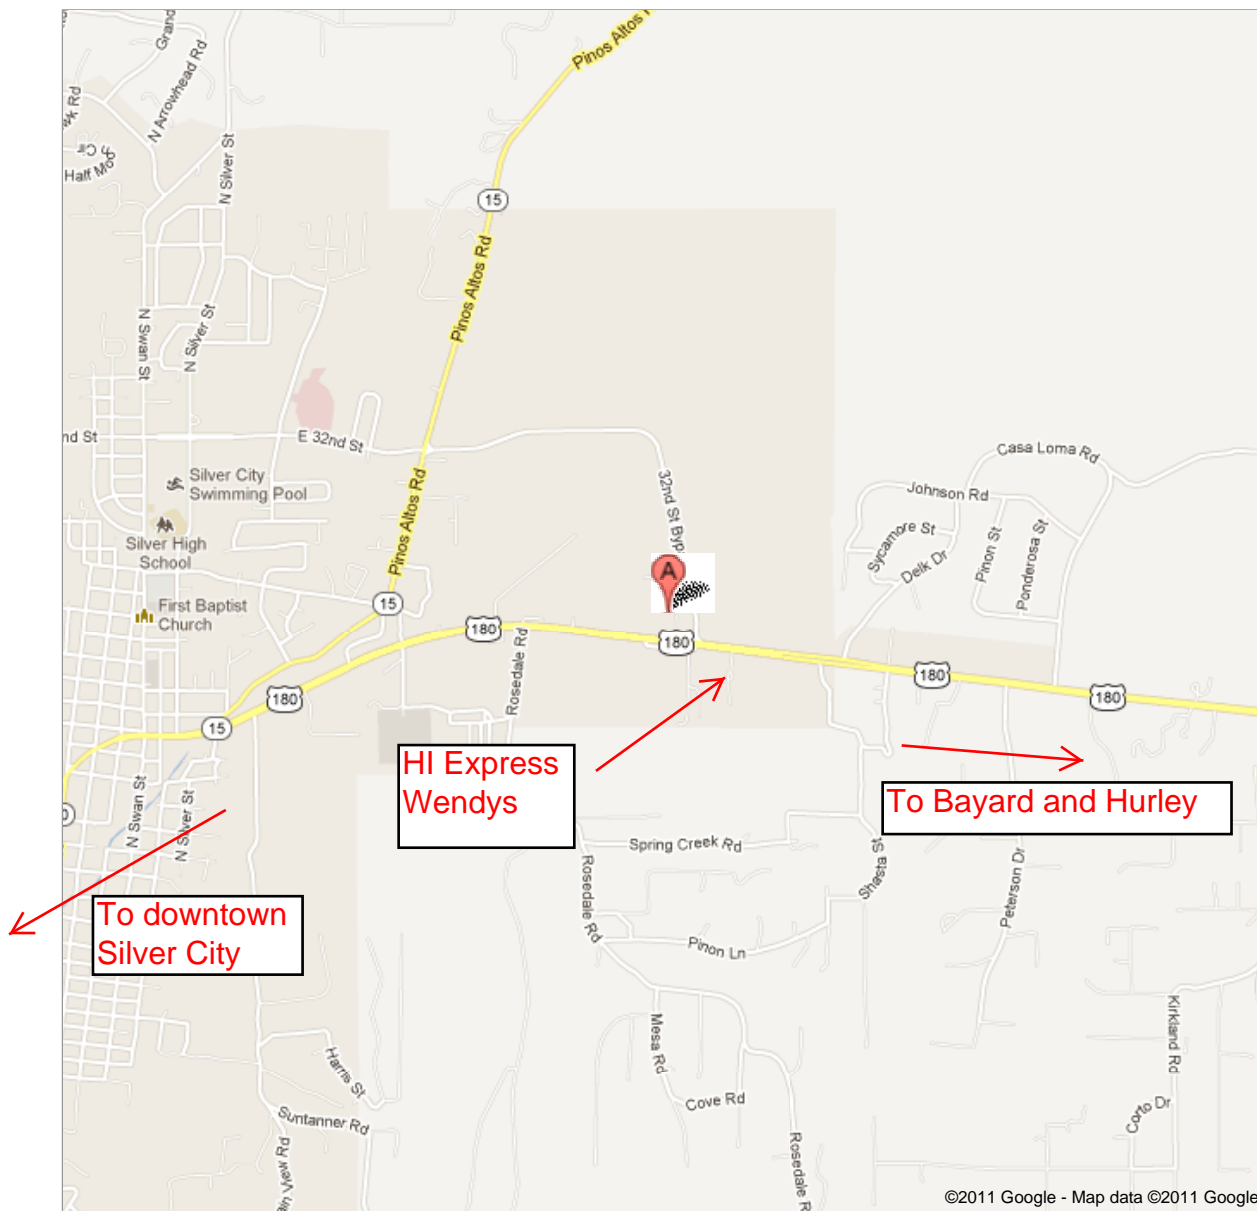 Grand
N Arrowhead Rd
Pinos Altos R
rk Rd
Cir
Half Moo
N Silver St
15
Pinos Altos Rd
N Swan St
N Silver St
nd St
E 32nd St
Silver City
Swimming Pool
Pinos Altos Rd
32nd St Byp
Casa Loma Rd
Johnson Rd
Sycamore St
Pinon St
Ponderosa St
Delk Dr
Silver High
School
A
First Baptist
Church
15
180
Rosedale Rd
180
180
180
180
15
HI Express
Wendys
To Bayard and Hurley
N Swan St
N Silver St
Spring Creek Rd
Shasta St
Peterson Dr
Rosedale Rd
Pinon Ln
To downtown
Silver City
Mesa Rd
Kirkland Rd
Harris St
Cove Rd
Corto Dr
Suntanner Rd
ain View Rd
Rosedale R
©2011 Google - Map data ©2011 Google